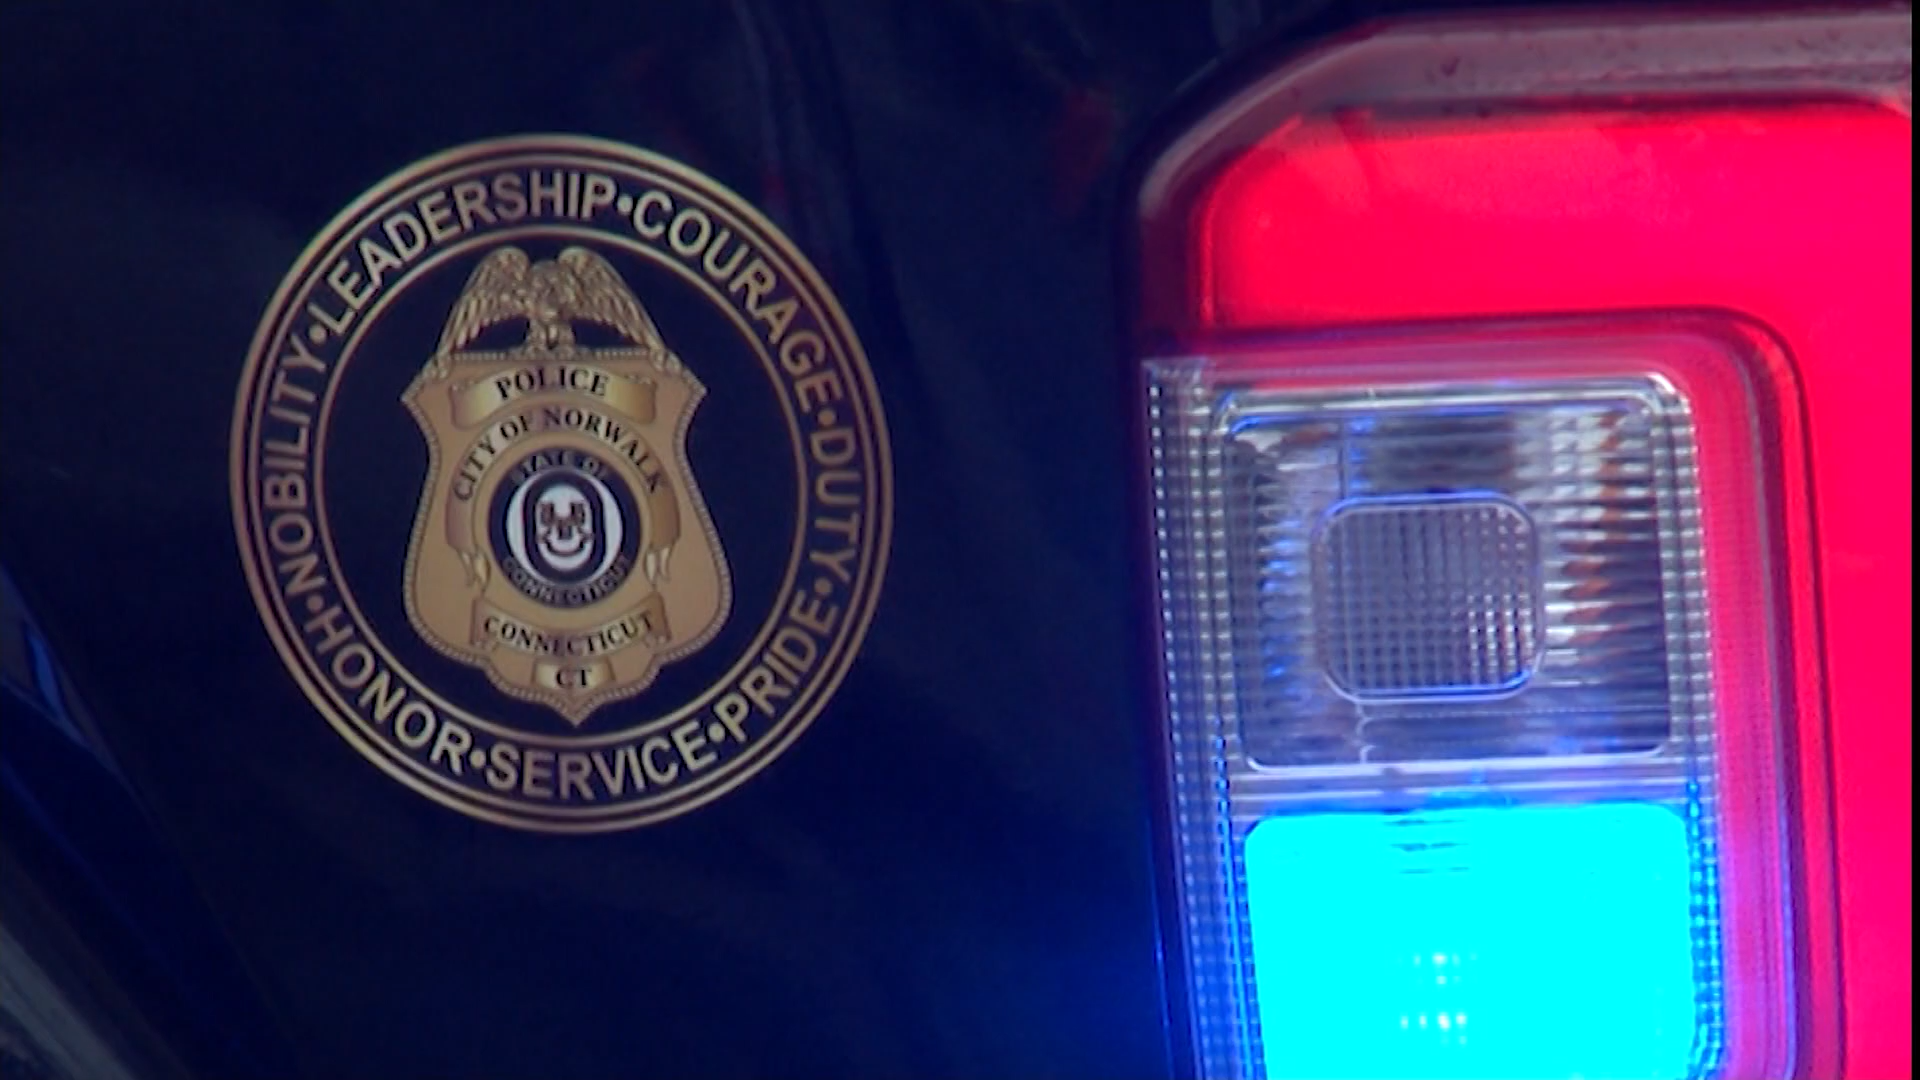 NOBILITY•LEADERSHIP•COURAGE•DUTY•PRIDE•
HONOR•SERVICE•
POLICE
CITY OF NORWALK
STATE OF
CONNECTICUT
CONNECTICUT
CT